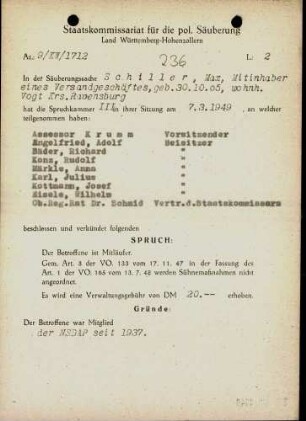 Staatskommissariat für die pol. Säuberung
Land Württemberg-Hohenzollern
Az. 9/XV/1712
L: 2
236
In der Säuberungssache Schiller, Max, Mitinhaber
eines Versandgeschäftes, geb. 30.10.05, wohnh.
Vogt Krs. Ravensburg
hat die Spruchkammer III in ihrer Sitzung am 7.3.1949, an welcher
teilgenommen haben:
Assessor Krumm Vorsitzender
Engelfried, Adolf Beisitzer
Bäder, Richard "
Kons, Rudolf "
Märkle, Anna "
Karl, Julius "
Kottmann, Josef "
Eisele, Wilhelm "
Ob.Reg.Rat Dr. Schmid Vertr.d.Staatskommissars
beschlossen und verkündet folgenden
SPRUCH:
Der Betroffene ist Mitläufer.
Gem. Art. 3 der VO. 133 vom 17. 11. 47 in der Fassung des
Art. 1 der VO. 165 vom 13. 7. 48 werden Sühnemaßnahmen nicht
angeordnet.
Es wird eine Verwaltungsgebühr von DM 20.-- erhoben.
Gründe:
Der Betroffene war Mitglied
der NSDAP seit 1937.